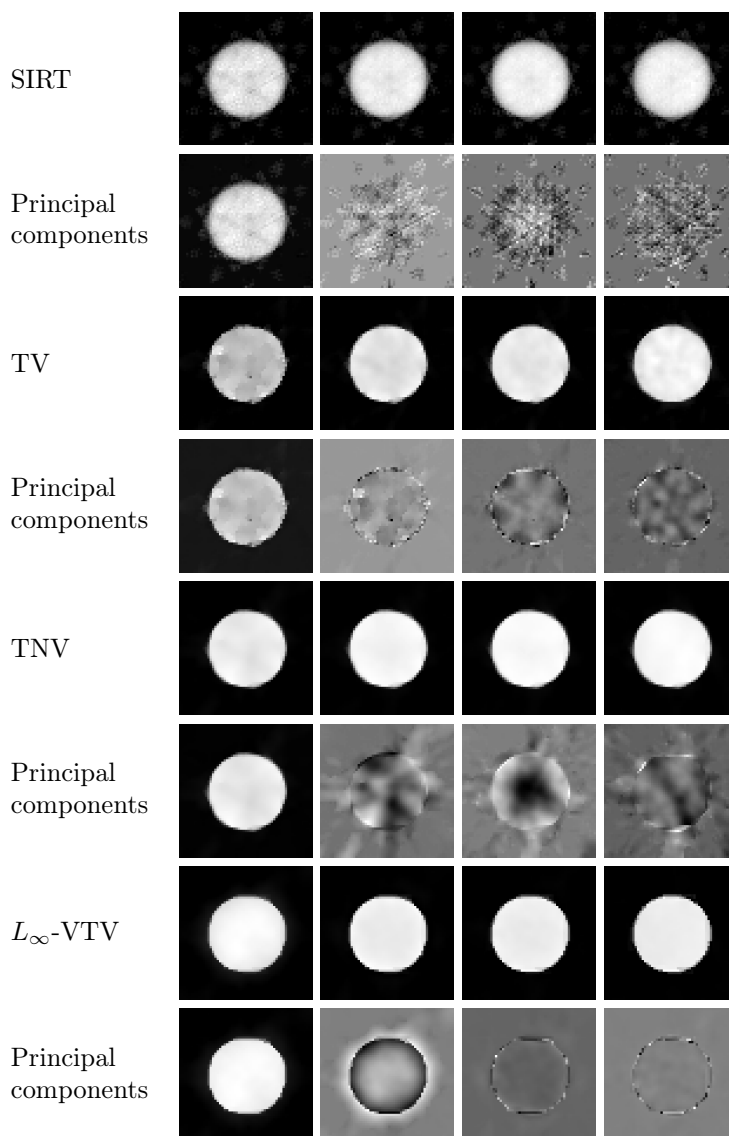 SIRT
Principal
components
TV
Principal
components
TNV
Principal
components
L∞-VTV
Principal
components